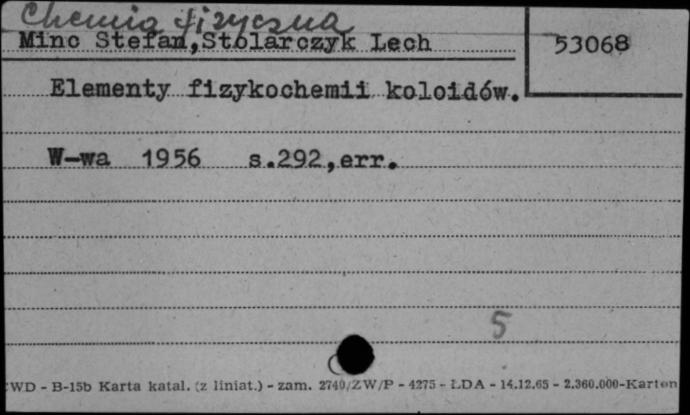 Chemia fizyczna
Minc Stefan,Stolarczyk Lech
53068
Elementy fizykochemii koloidów.
W-wa 1956 s.292,err.
5
WD - B-15b Karta katal. (z liniat.) - zam. 2740/ZW/P - 4275 - LDA - 14.12.65 - 2.360.000-Karton